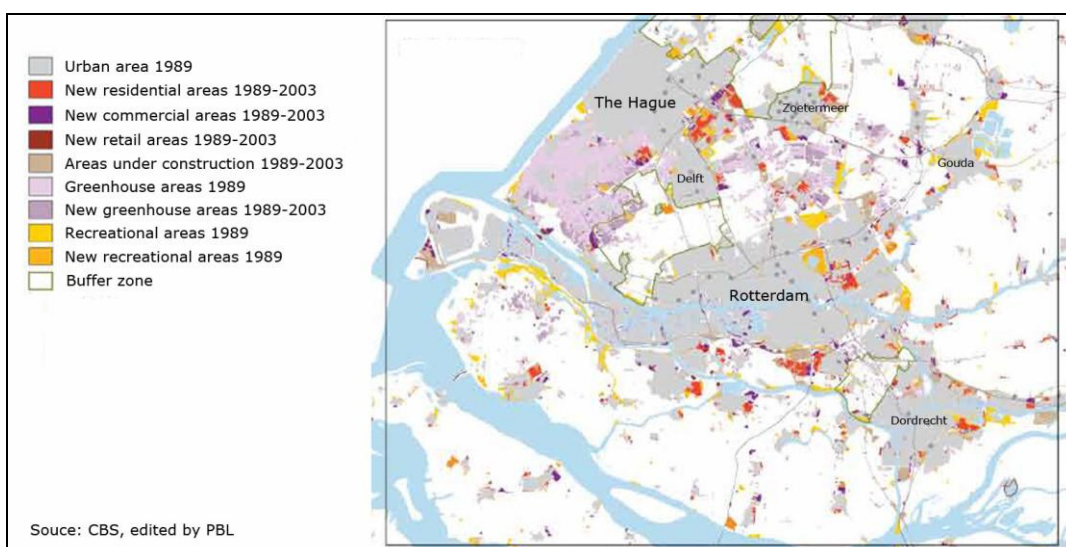 Urban area 1989
New residential areas 1989-2003
New commercial areas 1989-2003
New retail areas 1989-2003
Areas under construction 1989-2003
Greenhouse areas 1989
New greenhouse areas 1989-2003
Recreational areas 1989
New recreational areas 1989
Buffer zone
Souce: CBS, edited by PBL
The Hague
Zoetermeer
Gouda
Delft
Rotterdam
Dordrecht